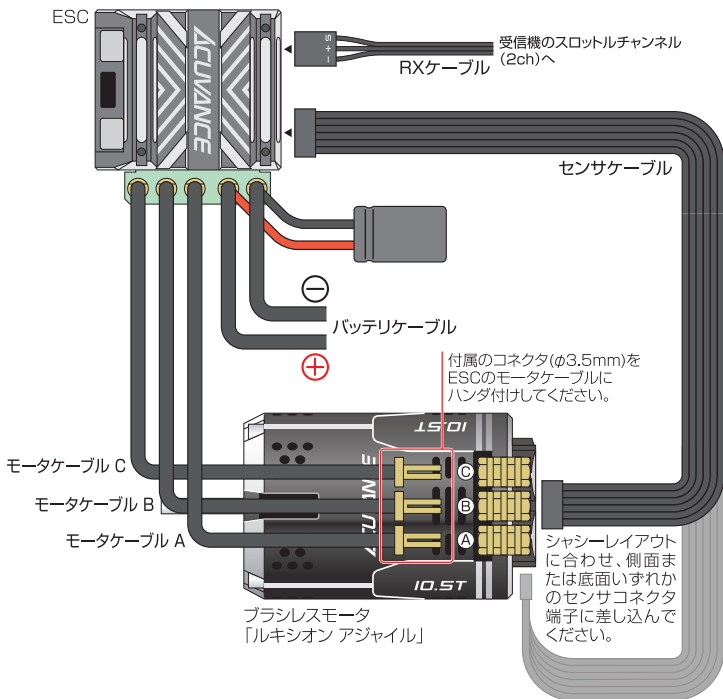 ESC
ACUVANCE
S + −
RXケーブル
受信機のスロットルチャンネル
(2ch)へ
センサケーブル
⊖
バッテリケーブル
⊕
付属のコネクタ(φ3.5mm)を
ESCのモータケーブルに
ハンダ付けしてください。
10.5T
モータケーブル C
モータケーブル B
モータケーブル A
Ⓒ
Ⓑ
Ⓐ
10.5T
シャシーレイアウト
に合わせ、側面ま
たは底面いずれか
のセンサコネクタ
端子に差し込んで
ください。
ブラシレスモータ
「ルキシオン アジャイル」